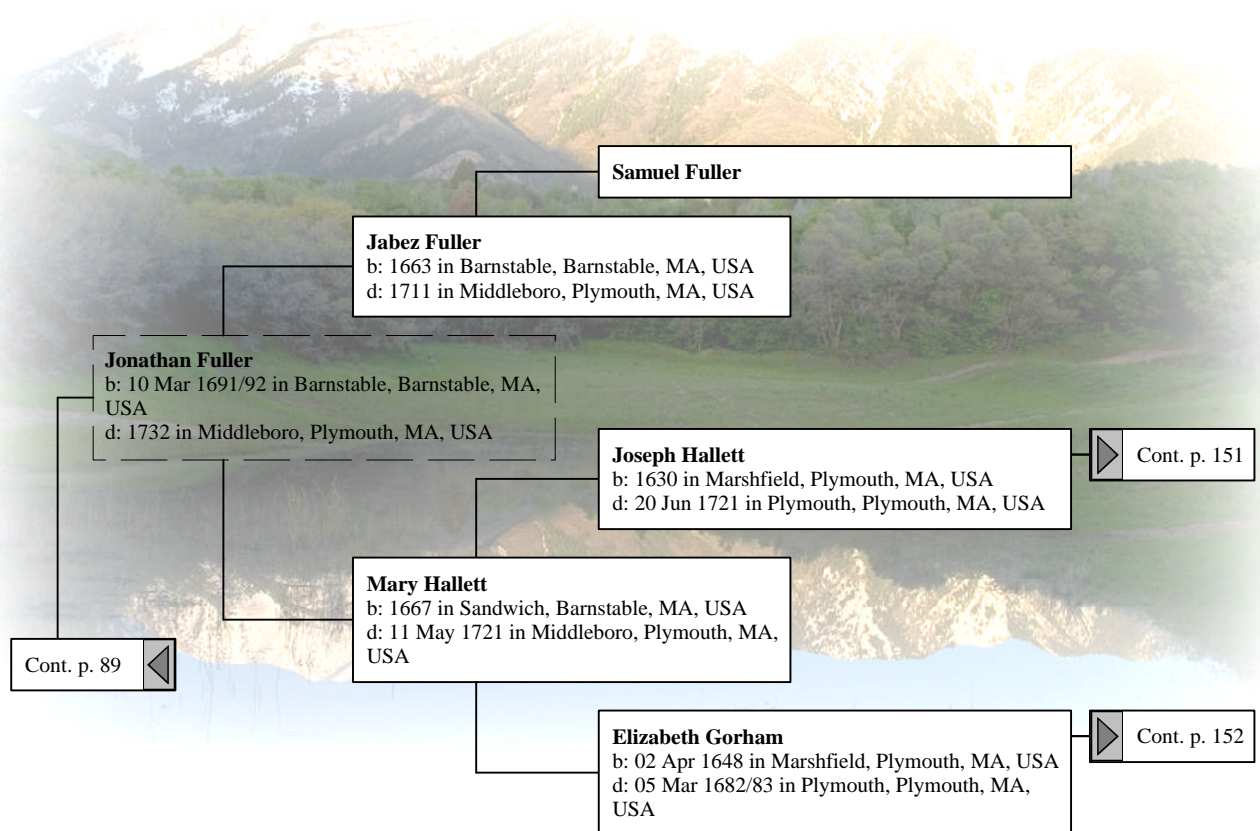 Samuel Fuller
Jabez Fuller
b: 1663 in Barnstable, Barnstable, MA, USA
d: 1711 in Middleboro, Plymouth, MA, USA
Jonathan Fuller
b: 10 Mar 1691/92 in Barnstable, Barnstable, MA,
USA
d: 1732 in Middleboro, Plymouth, MA, USA
Joseph Hallett
b: 1630 in Marshfield, Plymouth, MA, USA
d: 20 Jun 1721 in Plymouth, Plymouth, MA, USA
Cont. p. 151
Mary Hallett
b: 1667 in Sandwich, Barnstable, MA, USA
d: 11 May 1721 in Middleboro, Plymouth, MA,
USA
Cont. p. 89
Elizabeth Gorham
b: 02 Apr 1648 in Marshfield, Plymouth, MA, USA
d: 05 Mar 1682/83 in Plymouth, Plymouth, MA,
USA
Cont. p. 152